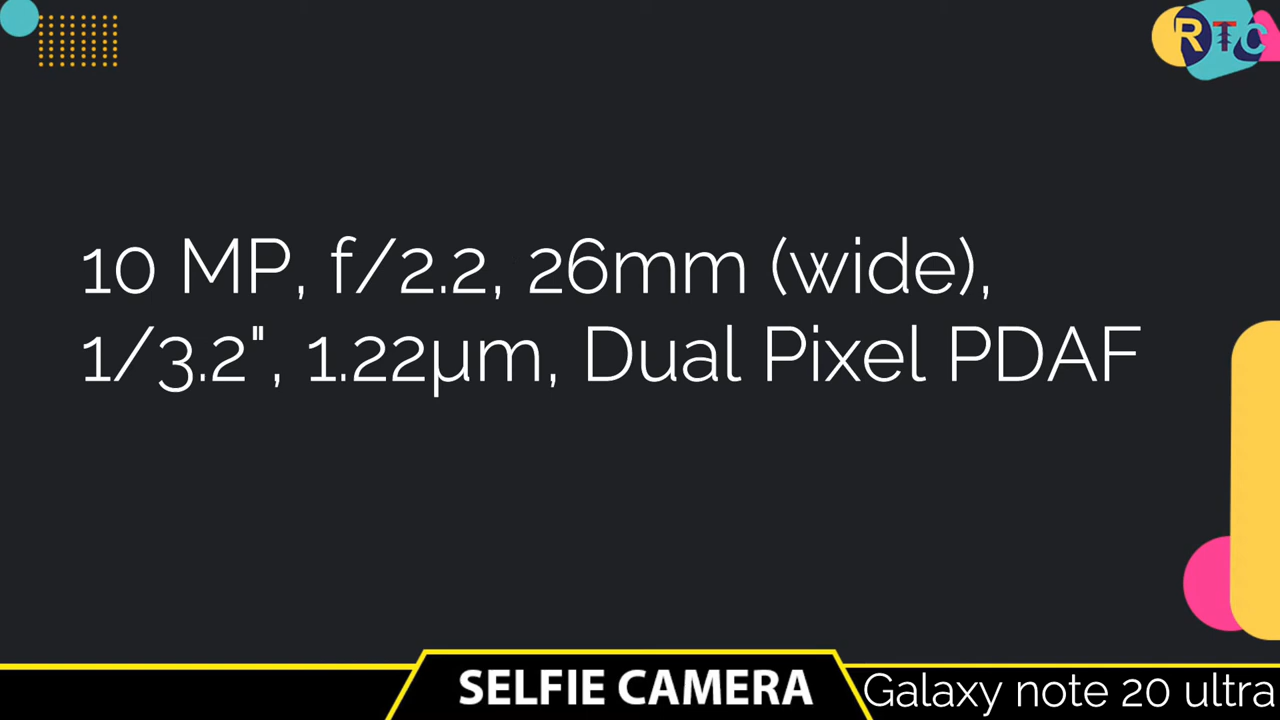 RTC
10 MP, f/2.2, 26mm (wide),
1/3.2", 1.22µm, Dual Pixel PDAF
SELFIE CAMERA
Galaxy note 20 ultra